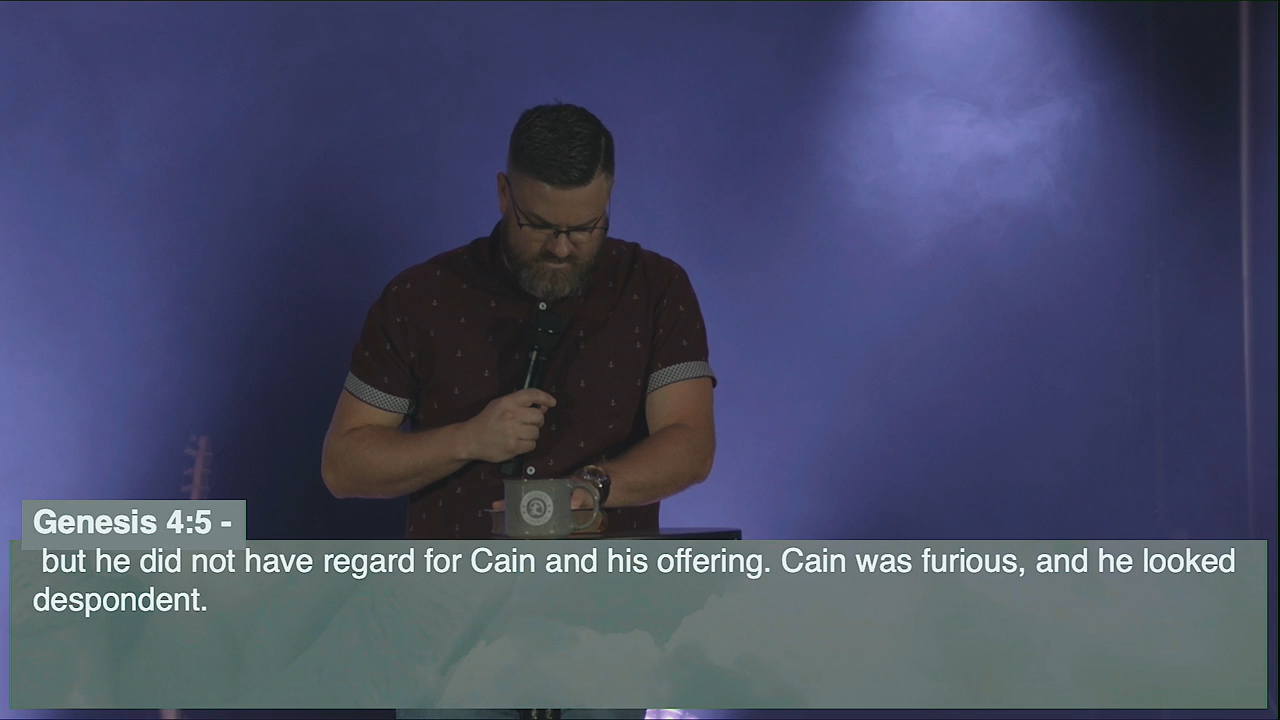 Genesis 4:5 -
but he did not have regard for Cain and his offering. Cain was furious, and he looked
despondent.